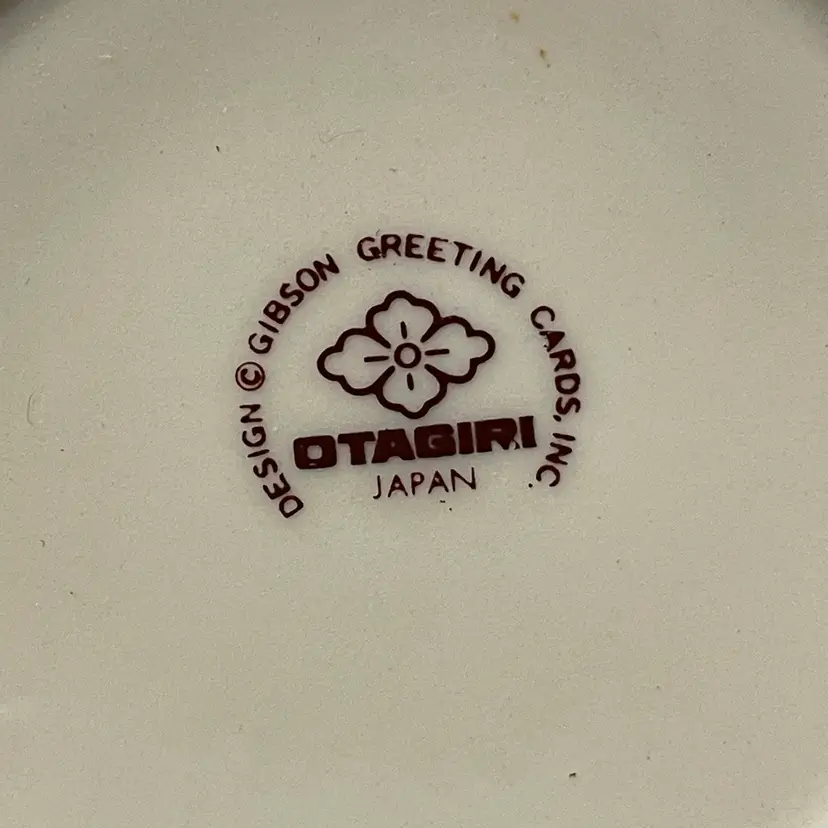 DESIGN © GIBSON GREETING CARDS, INC.
OTAGIRI
JAPAN